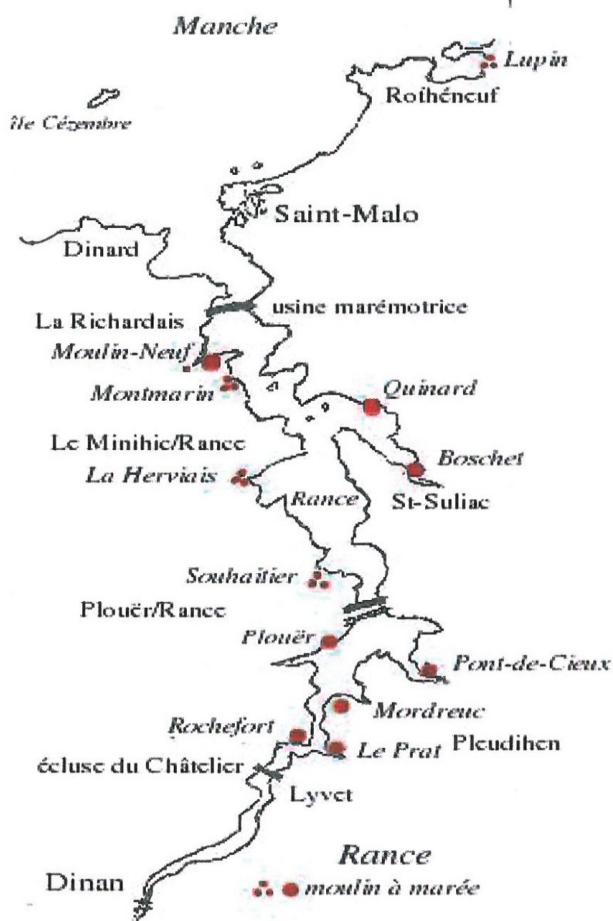 Manche
Lupin
Rothéneuf
île Cézembre
Saint-Malo
Dinard
usine marémotrice
La Richardais
Moulin-Neuf
Montmarin
Quinard
Le Minihic/Rance
Boschet
La Herviais
Rance
St-Suliac
Souhaitier
Plouër/Rance
Plouër
Pont-de-Cieux
Mordreuc
Rochefort
Le Prat Pleudihen
écluse du Châtelier
Lyvet
Rance
Dinan
moulin à marée